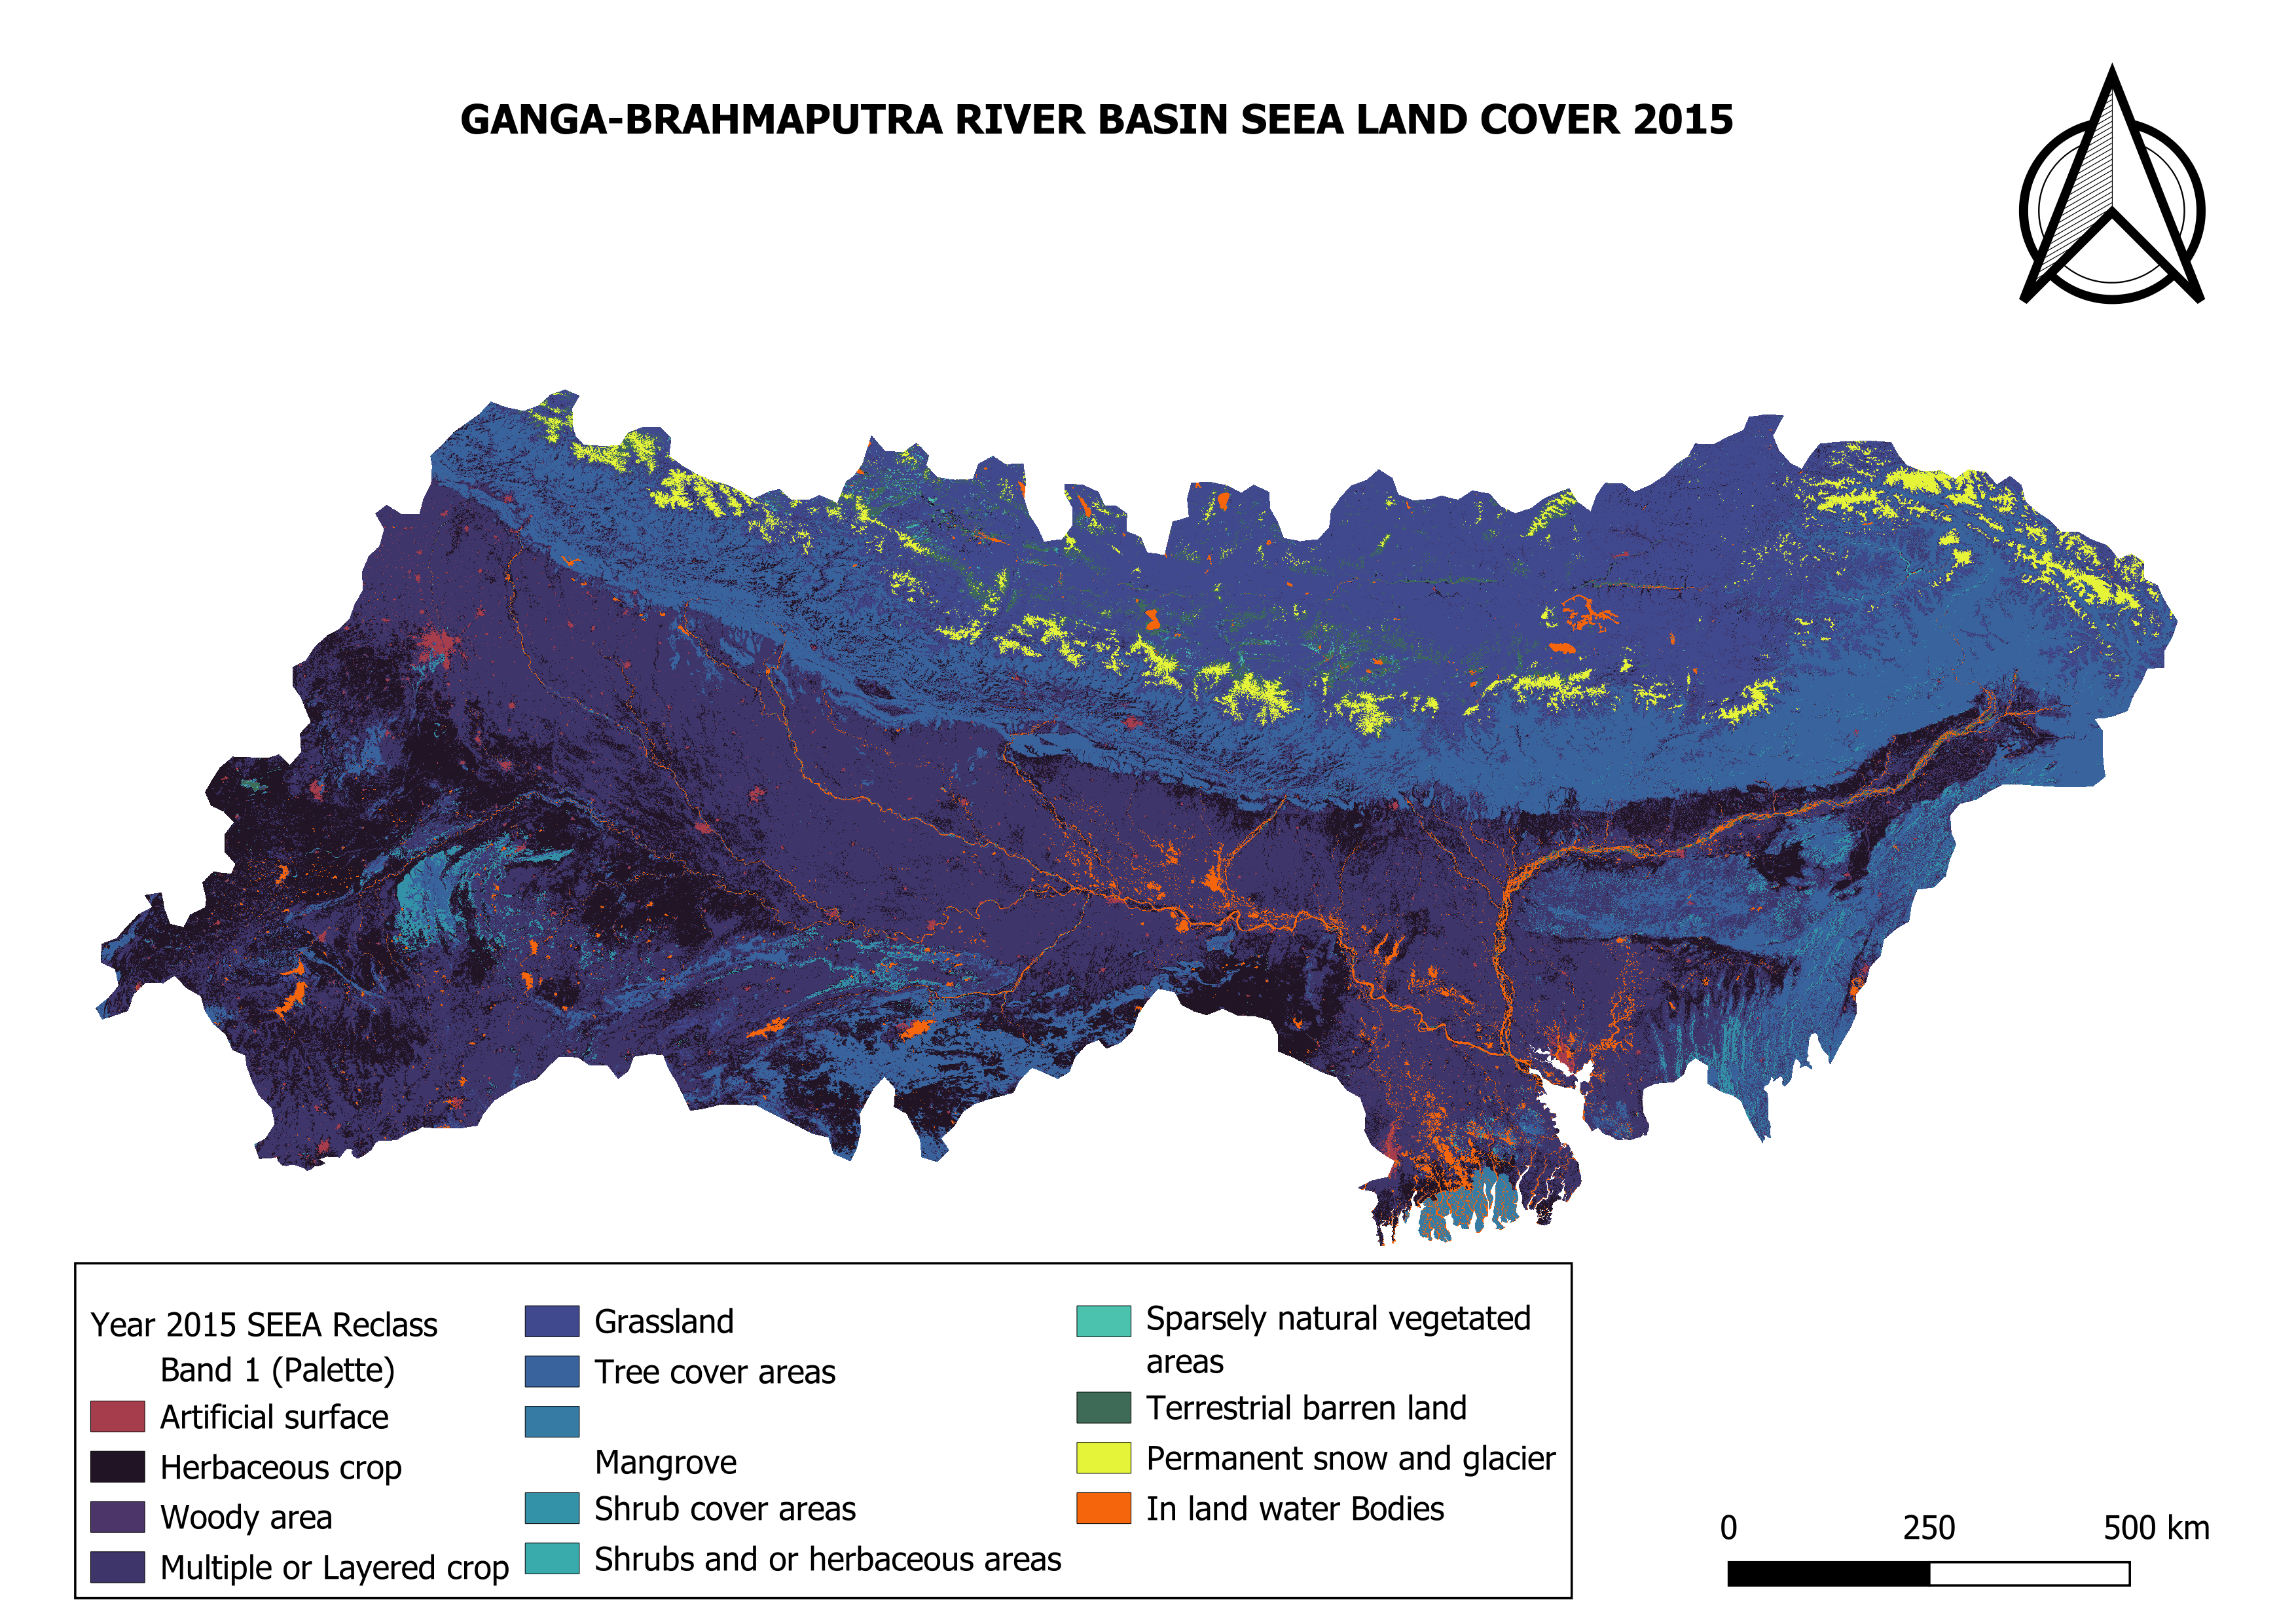 GANGA-BRAHMAPUTRA RIVER BASIN SEEA LAND COVER 2015
Year 2015 SEEA Reclass
Band 1 (Palette)
Artificial surface
Herbaceous crop
Woody area
Multiple or Layered crop
Grassland
Tree cover areas
Mangrove
Shrub cover areas
Shrubs and or herbaceous areas
Sparsely natural vegetated
areas
Terrestrial barren land
Permanent snow and glacier
In land water Bodies
0 250 500 km